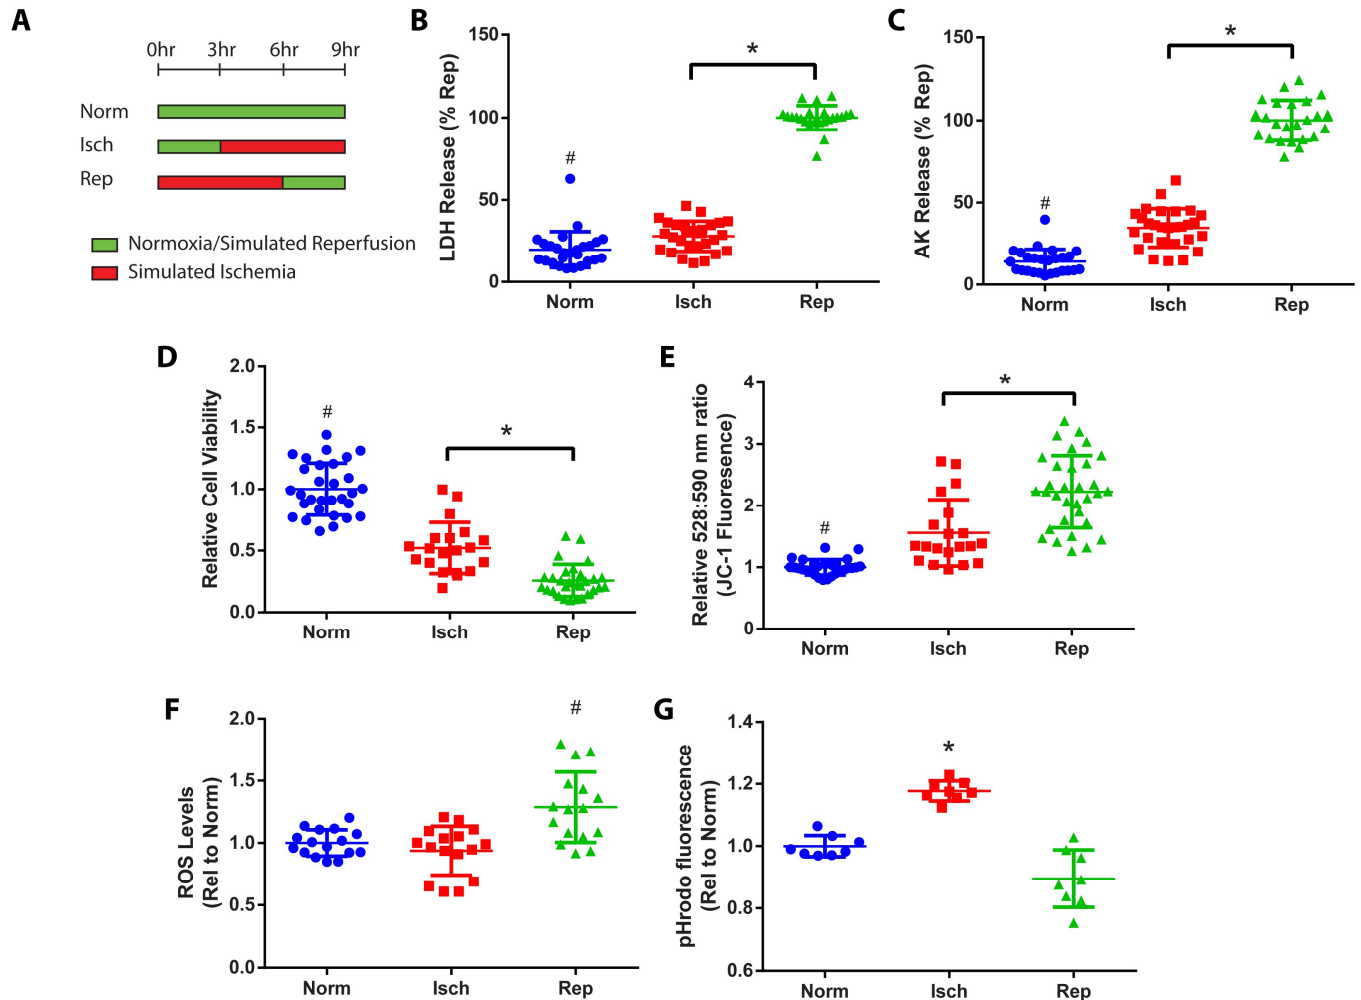 A
0hr 3hr 6hr 9hr
Norm
Isch
Rep
Normoxia/Simulated Reperfusion
Simulated Ischemia
B
LDH Release (% Rep)
150
100
50
0
*
#
Norm Isch Rep
C
AK Release (% Rep)
150
100
50
0
*
#
Norm Isch Rep
D
Relative Cell Viability
2.0
1.5
1.0
0.5
0.0
#
*
Norm Isch Rep
E
Relative 528:590 nm ratio
(JC-1 Fluoresence)
4
3
2
1
0
*
#
Norm Isch Rep
F
ROS Levels
(Rel to Norm)
2.0
1.5
1.0
0.5
0.0
#
Norm Isch Rep
G
pHrodo fluorescence
(Rel to Norm)
1.4
1.2
1.0
0.8
0.6
*
Norm Isch Rep